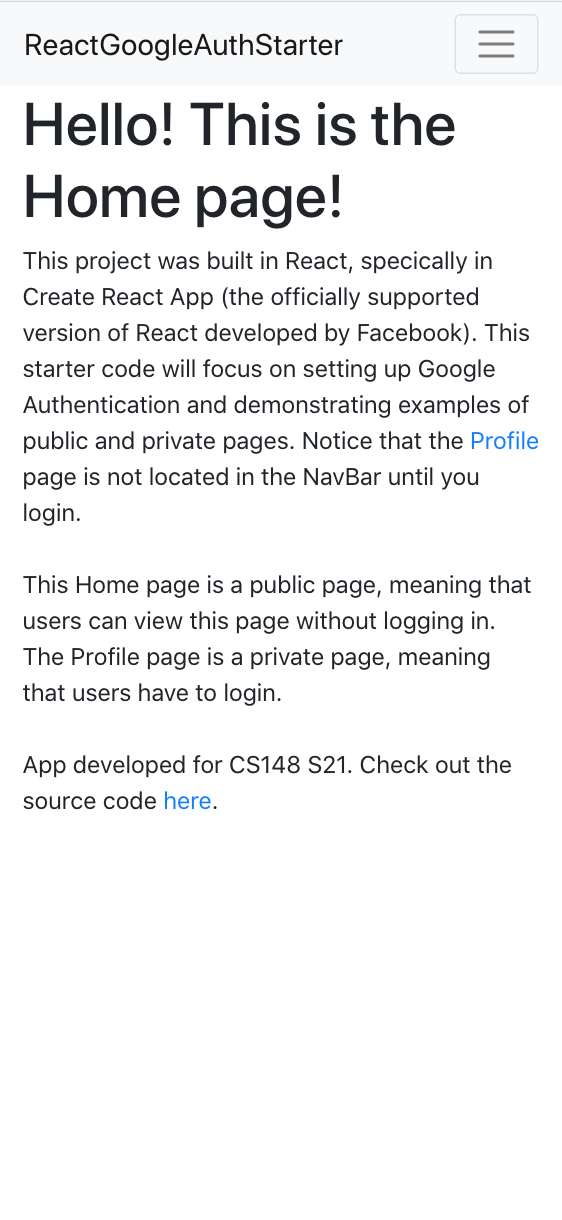 ReactGoogleAuthStarter
Hello! This is the
Home page!
This project was built in React, specically in
Create React App (the officially supported
version of React developed by Facebook). This
starter code will focus on setting up Google
Authentication and demonstrating examples of
public and private pages. Notice that the Profile
page is not located in the NavBar until you
login.
This Home page is a public page, meaning that
users can view this page without logging in.
The Profile page is a private page, meaning
that users have to login.
App developed for CS148 S21. Check out the
source code here.